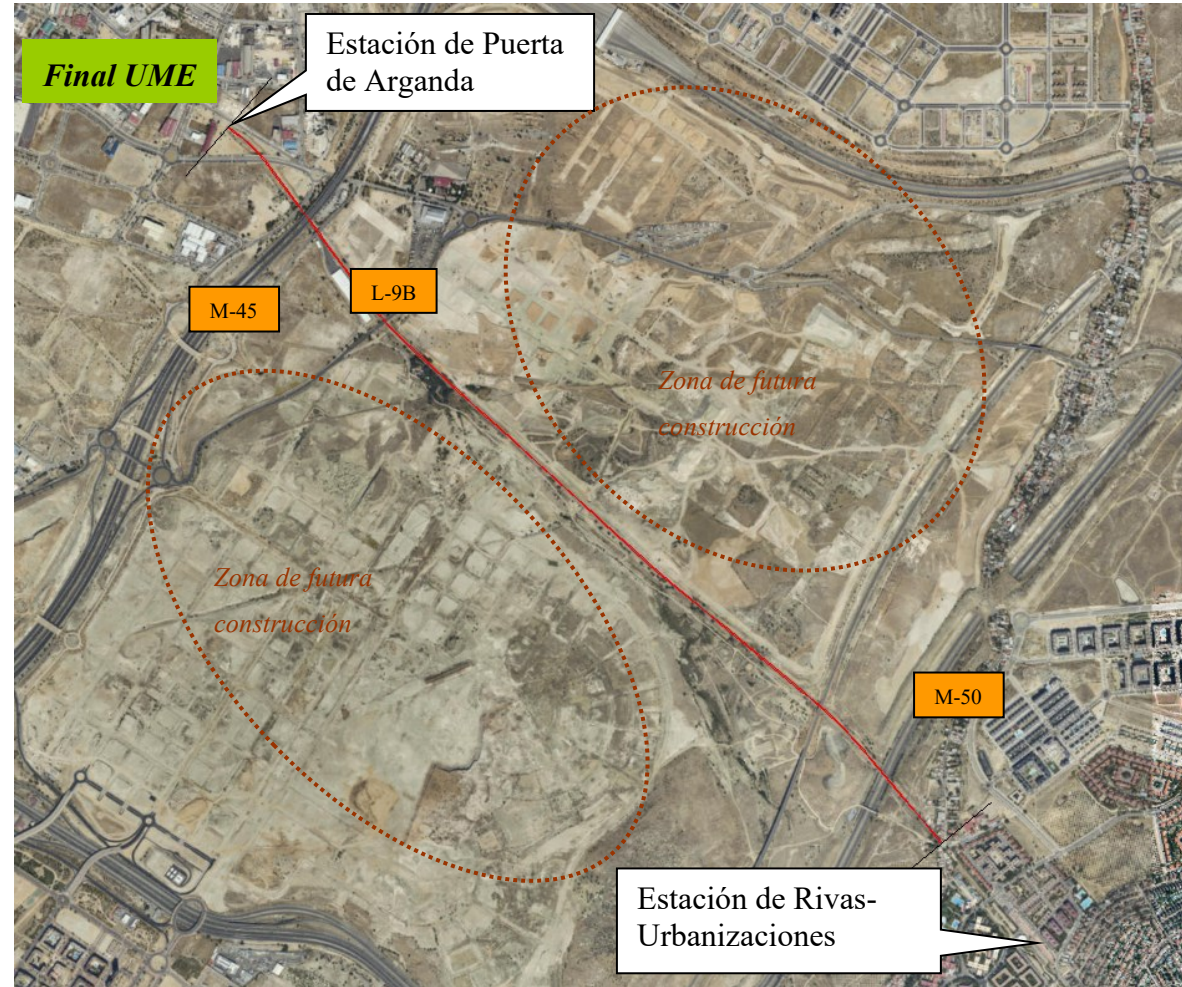 Final UME
Estación de Puerta
de Arganda
M-45
L-9B
Zona de futura
construcción
Zona de futura
construcción
M-50
Estación de Rivas-
Urbanizaciones